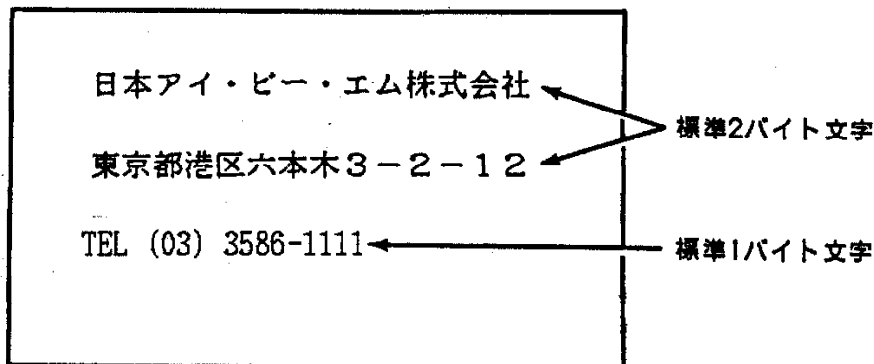 日本アイ・ビー・エム株式会社
標準2バイト文字
東京都港区六本木3−2−12
TEL (03) 3586-1111
標準1バイト文字